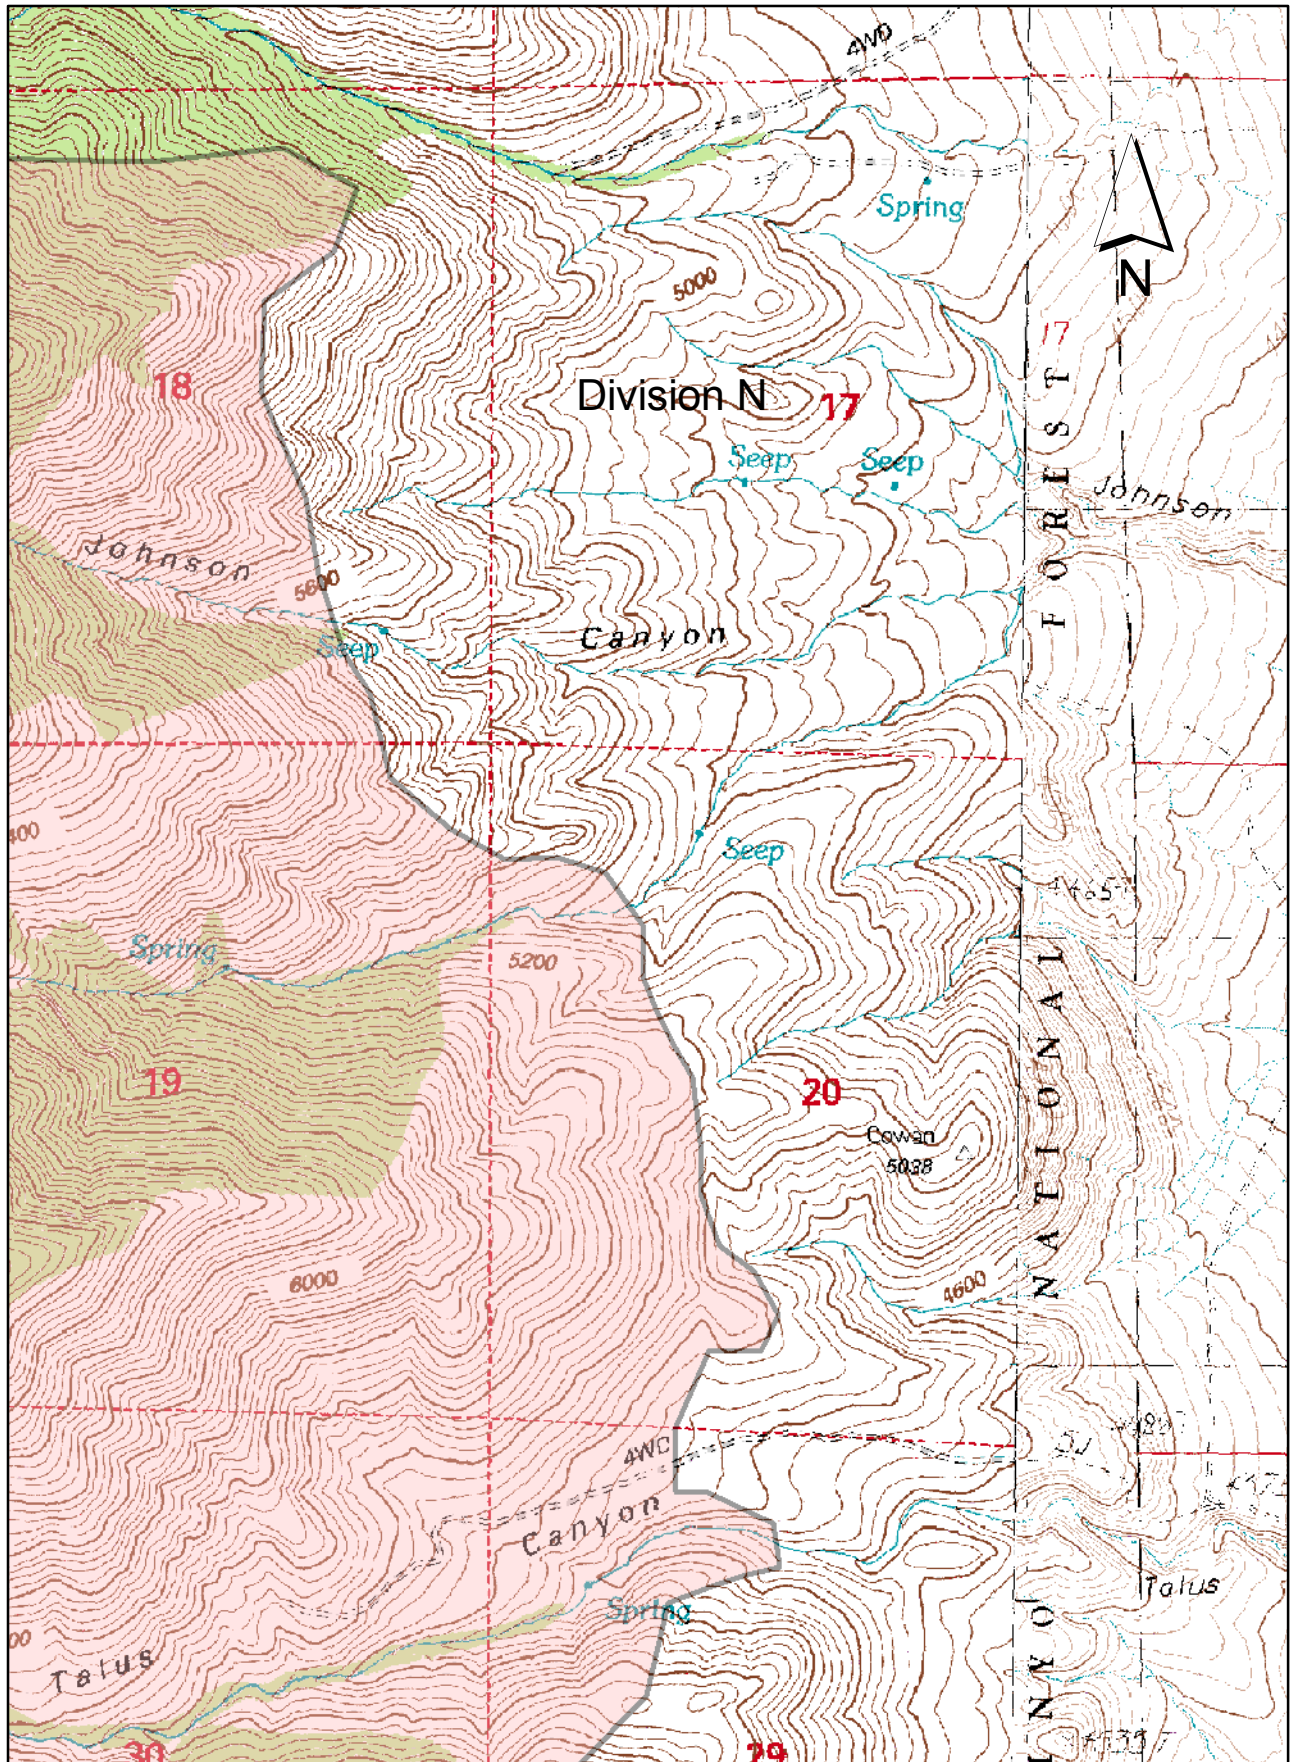 4WD
Spring
N
5000
17
18
Division N
17
FOREST
Seep
Seep
Johnson
Johnson
5600
Canyon
Seep
Seep
Spring
5200
NATIONAL
19
20
Cowan
5038
6000
4600
Canyon
Talus
Spring
Talus
NYO
30
29